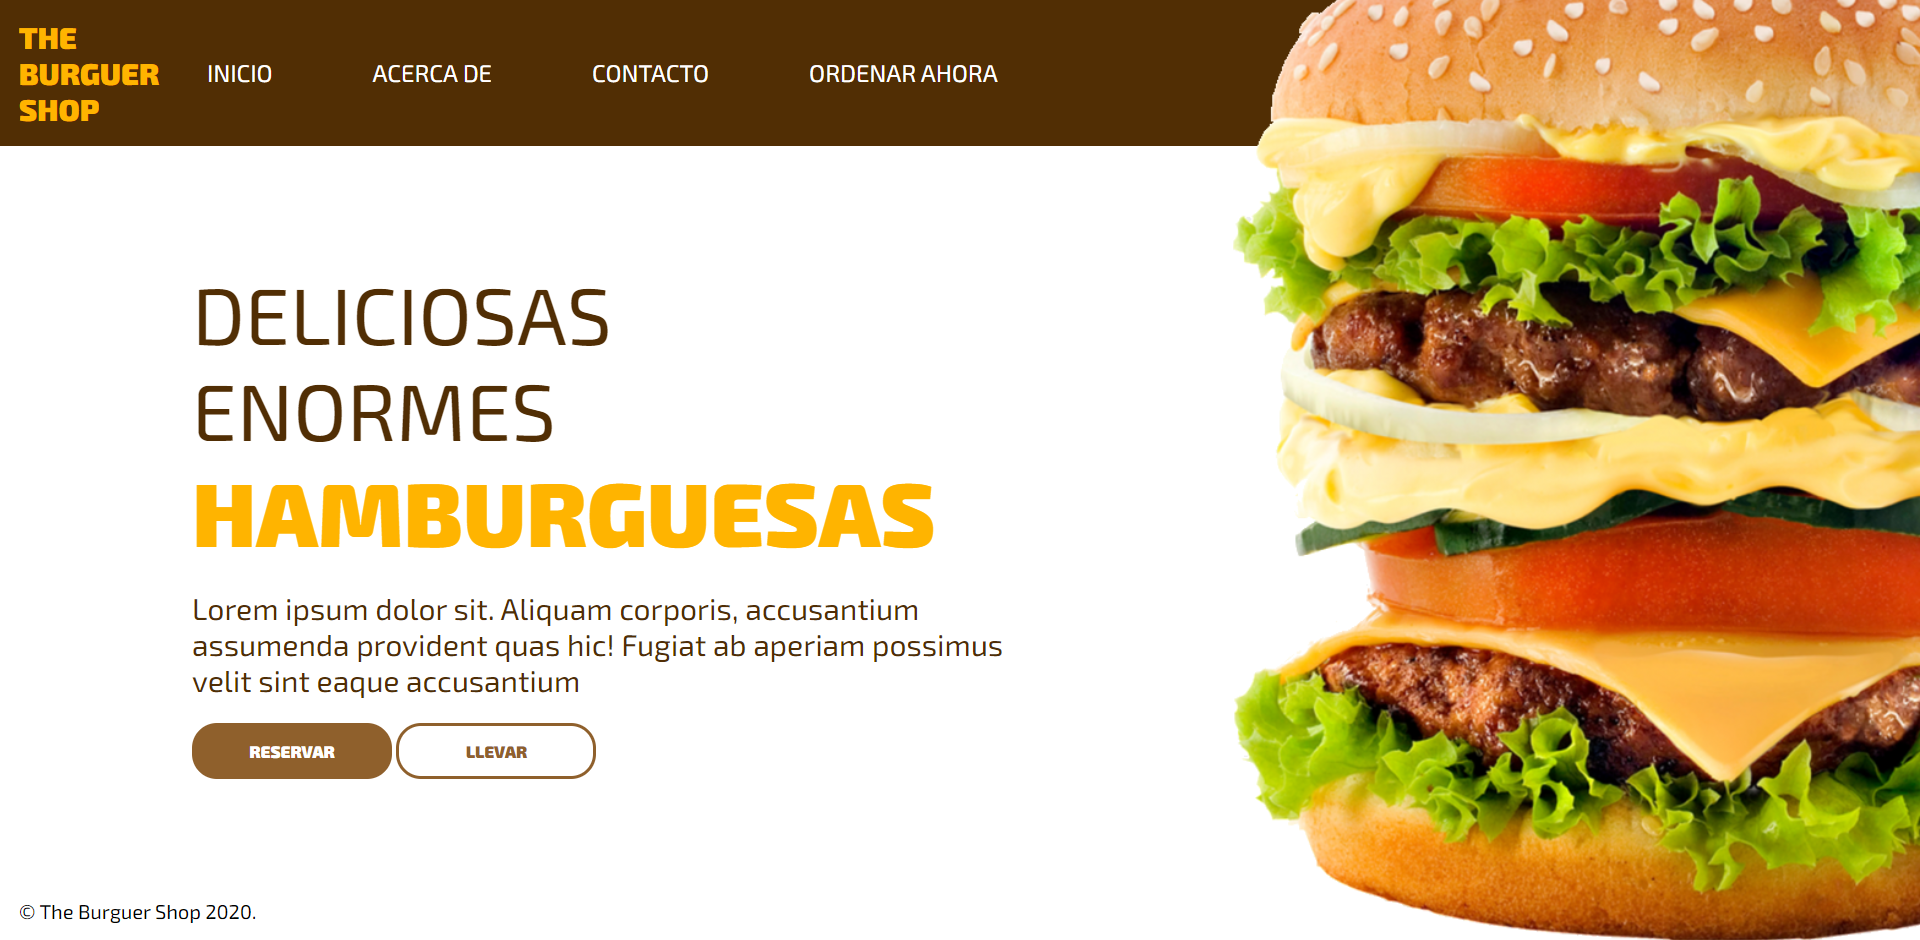 THE
BURGUER
SHOP
INICIO
ACERCA DE
CONTACTO
ORDENAR AHORA
DELICIOSAS
ENORMES
HAMBURGUESAS
Lorem ipsum dolor sit. Aliquam corporis, accusantium
assumenda provident quas hic! Fugiat ab aperiam possimus
velit sint eaque accusantium
RESERVAR
LLEVAR
© The Burguer Shop 2020.